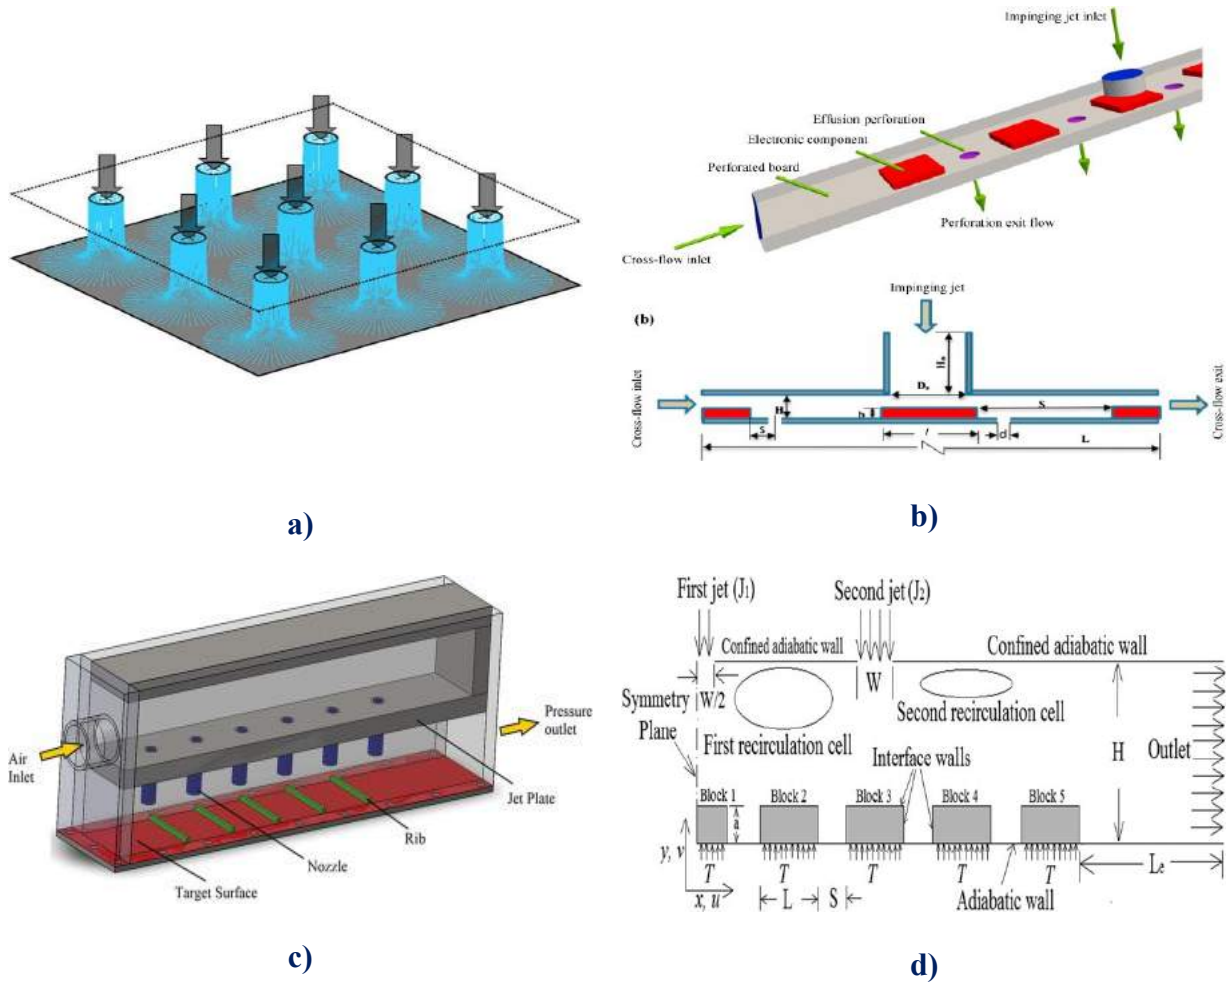 a)
Impinging jet inlet
Effusion perforation
Electronic component
Perforated board
Perforation exit flow
Cross-flow inlet
Impinging jet
(b)
Cross-flow inlet
Cross-flow exit
Hₑ
Dₑ
H
h
S
s
l
d
L
b)
Air
Inlet
Pressure
outlet
Jet Plate
Rib
Nozzle
Target Surface
c)
First jet (J₁)
Second jet (J₂)
Confined adiabatic wall
Confined adiabatic wall
W/2
W
Symmetry
Plane
First recirculation cell
Second recirculation cell
Interface walls
H
Outlet
Block 1
Block 2
Block 3
Block 4
Block 5
a
y, v
T
T
T
T
T
x, u
L
S
Adiabatic wall
Le
d)